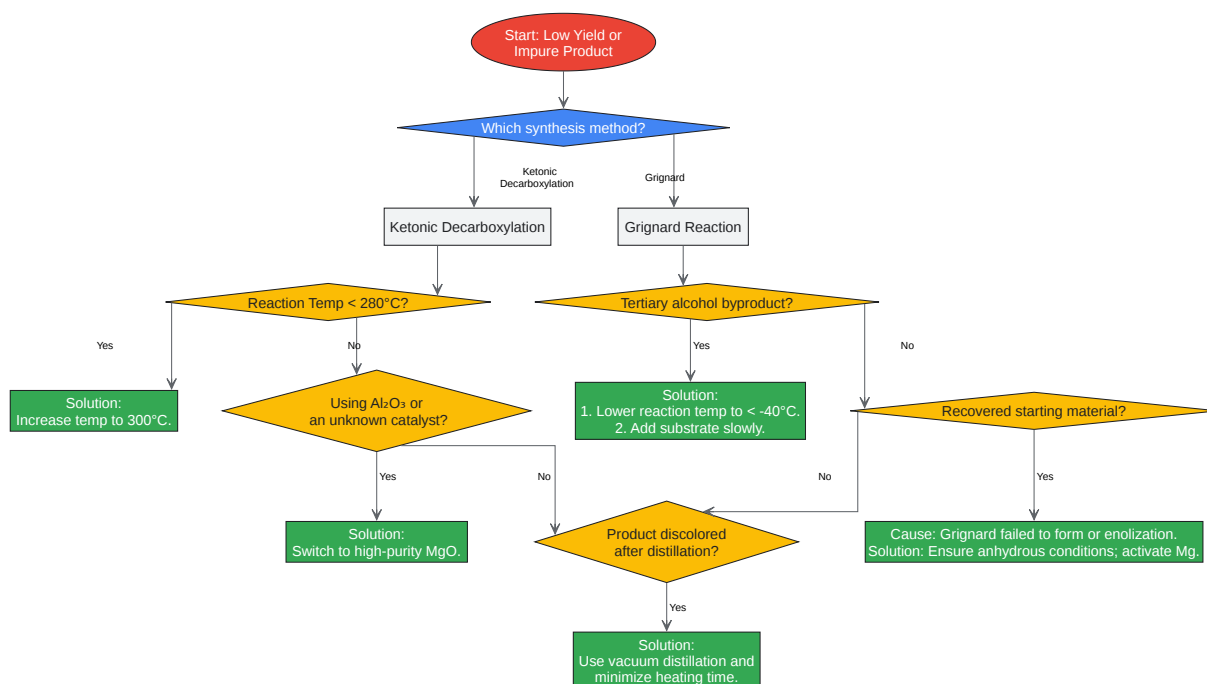 Start: Low Yield or
Impure Product
Which synthesis method?
Ketonic
Decarboxylation
Grignard
Ketonic Decarboxylation
Grignard Reaction
Reaction Temp < 280°C?
Tertiary alcohol byproduct?
Yes
No
Yes
No
Solution:
Increase temp to 300°C.
Using Al₂O₃ or
an unknown catalyst?
Solution:
1. Lower reaction temp to < -40°C.
2. Add substrate slowly.
Recovered starting material?
Yes
No
No
Yes
Solution:
Switch to high-purity MgO.
Product discolored
after distillation?
Cause: Grignard failed to form or enolization.
Solution: Ensure anhydrous conditions; activate Mg.
Yes
Solution:
Use vacuum distillation and
minimize heating time.